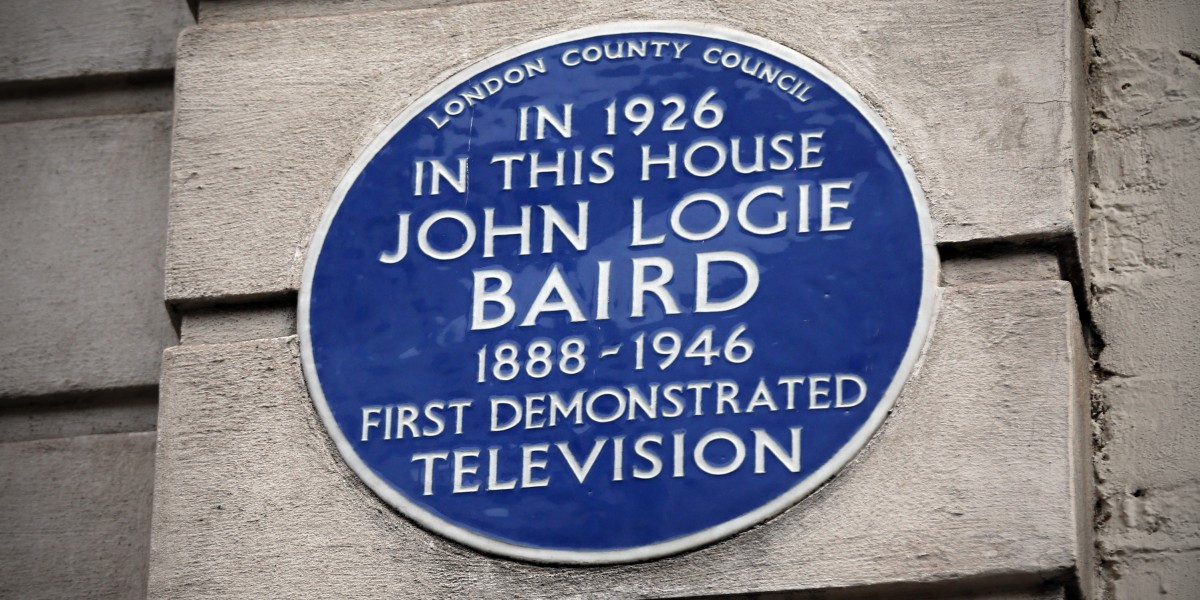 LONDON COUNTY COUNCIL
IN 1926
IN THIS HOUSE
JOHN LOGIE
BAIRD
1888 - 1946
FIRST DEMONSTRATED
TELEVISION